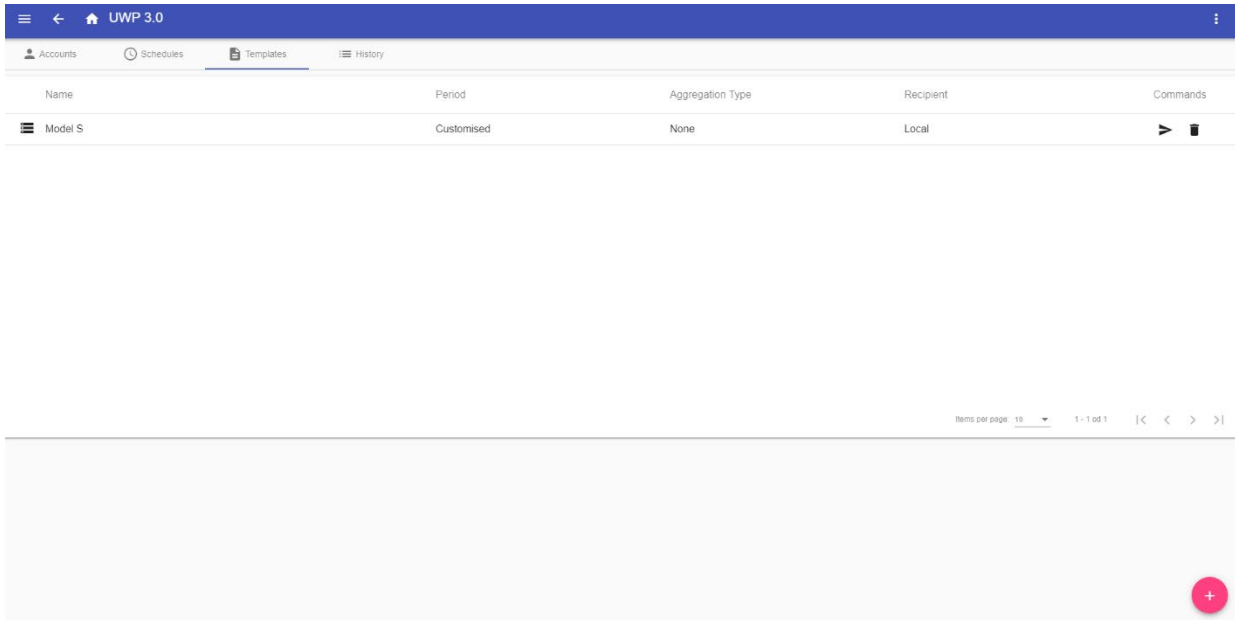 UWP 3.0
Accounts Schedules Templates History
Name Period Aggregation Type Recipient Commands
Model S Customised None Local
Items per page: 10 1 - 1 od 1